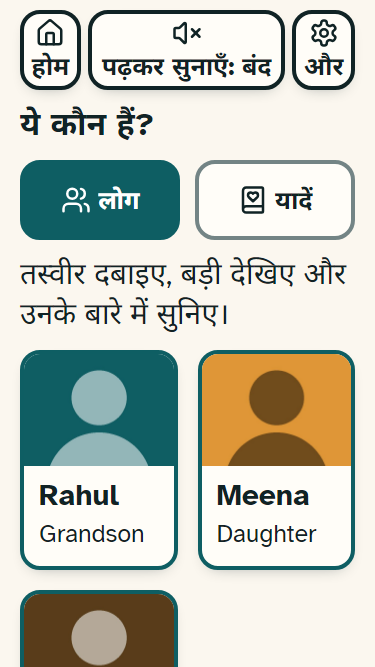 होम
पढ़कर सुनाएँ: बंद
और
ये कौन हैं?
लोग
यादें
तस्वीर दबाइए, बड़ी देखिए और
उनके बारे में सुनिए।
Rahul
Grandson
Meena
Daughter